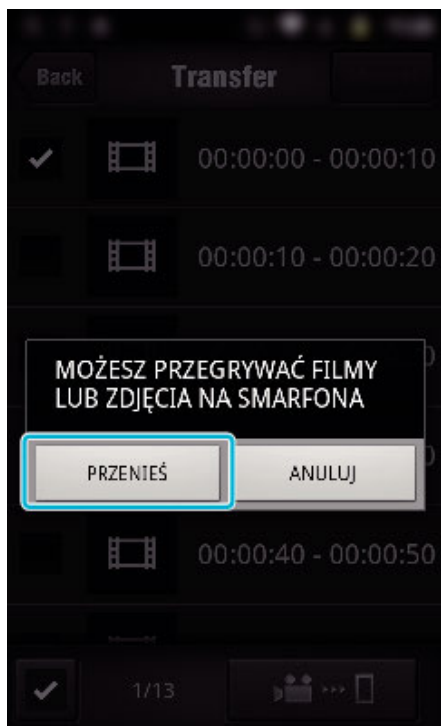 Back
Transfer
00:00:00 - 00:00:10
00:00:10 - 00:00:20
MOŻESZ PRZEGRYWAĆ FILMY
LUB ZDJĘCIA NA SMARFONA
PRZENIEŚ
ANULUJ
00:00:40 - 00:00:50
1/13